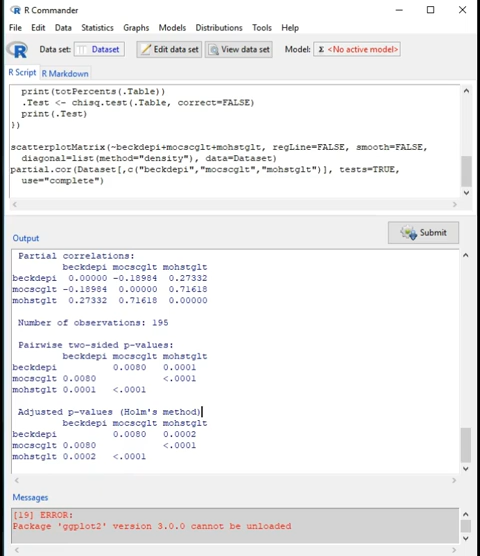 R Commander
File Edit Data Statistics Graphs Models Distributions Tools Help
R Data set: Dataset Edit data set View data set Model: Σ <No active model>
R Script R Markdown
print(totPercents(.Table))
.Test <- chisq.test(.Table, correct=FALSE)
print(.Test)
})
scatterplotMatrix(~beckdepi+mocscglt+mohstglt, regLine=FALSE, smooth=FALSE,
diagonal=list(method="density"), data=Dataset)
partial.cor(Dataset[,c("beckdepi","mocscglt","mohstglt")], tests=TRUE,
use="complete")
Output
Submit
Partial correlations:
beckdepi mocscglt mohstglt
beckdepi 0.00000 -0.18984 0.27332
mocscglt -0.18984 0.00000 0.71618
mohstglt 0.27332 0.71618 0.00000
Number of observations: 195
Pairwise two-sided p-values:
beckdepi mocscglt mohstglt
beckdepi 0.0080 0.0001
mocscglt 0.0080 <.0001
mohstglt 0.0001 <.0001
Adjusted p-values (Holm's method)
beckdepi mocscglt mohstglt
beckdepi 0.0080 0.0002
mocscglt 0.0080 <.0001
mohstglt 0.0002 <.0001
Messages
[19] ERROR:
Package 'ggplot2' version 3.0.0 cannot be unloaded